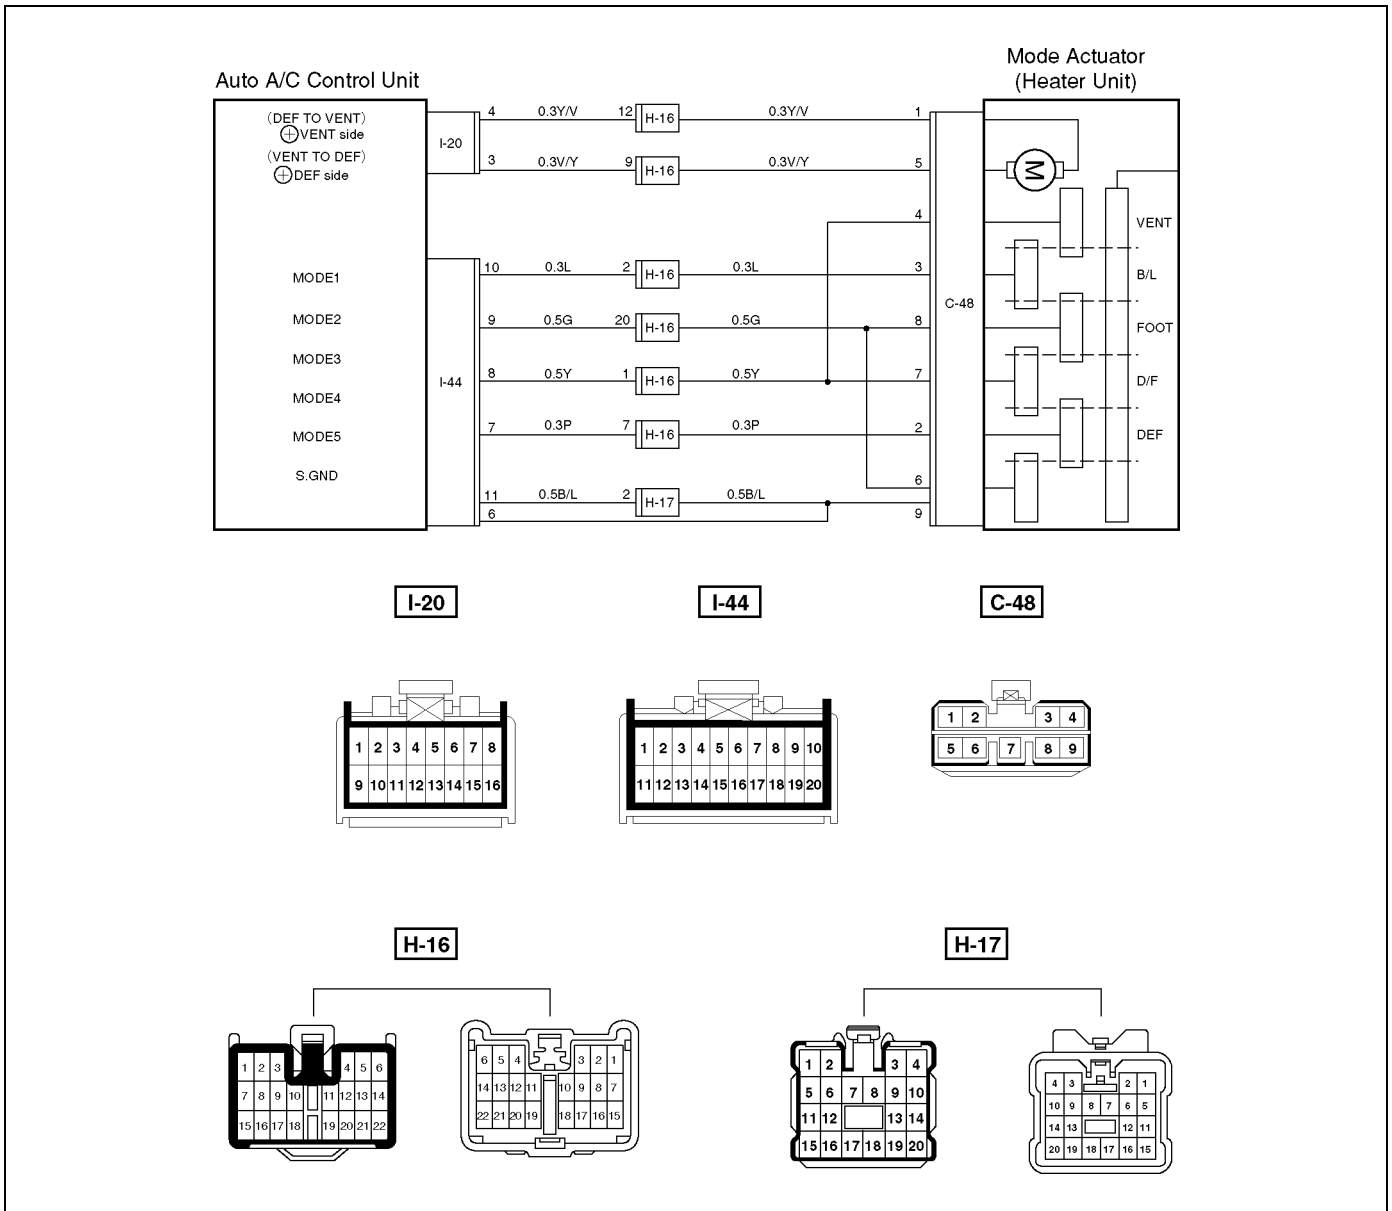 Mode Actuator
(Heater Unit)
Auto A/C Control Unit
(DEF TO VENT)
+ VENT side
(VENT TO DEF)
+ DEF side
I-20
4 0.3Y/V 12 H-16 0.3Y/V 1
3 0.3V/Y 9 H-16 0.3V/Y 5
M
4 VENT
MODE1
10 0.3L 2 H-16 0.3L 3 B/L
C-48
MODE2
9 0.5G 20 H-16 0.5G 8 FOOT
MODE3
I-44
8 0.5Y 1 H-16 0.5Y 7 D/F
MODE4
MODE5
7 0.3P 7 H-16 0.3P 2 DEF
S.GND
6
11 0.5B/L 2 H-17 0.5B/L
6 9
I-20 I-44 C-48
1 2 3 4 5 6 7 8
9 10 11 12 13 14 15 16
1 2 3 4 5 6 7 8 9 10
11 12 13 14 15 16 17 18 19 20
1 2 3 4
5 6 7 8 9
H-16 H-17
1 2 3 4 5 6
7 8 9 10 11 12 13 14
15 16 17 18 19 20 21 22
6 5 4 3 2 1
14 13 12 11 10 9 8 7
22 21 20 19 18 17 16 15
1 2 3 4
5 6 7 8 9 10
11 12 13 14
15 16 17 18 19 20
4 3 2 1
10 9 8 7 6 5
14 13 12 11
20 19 18 17 16 15